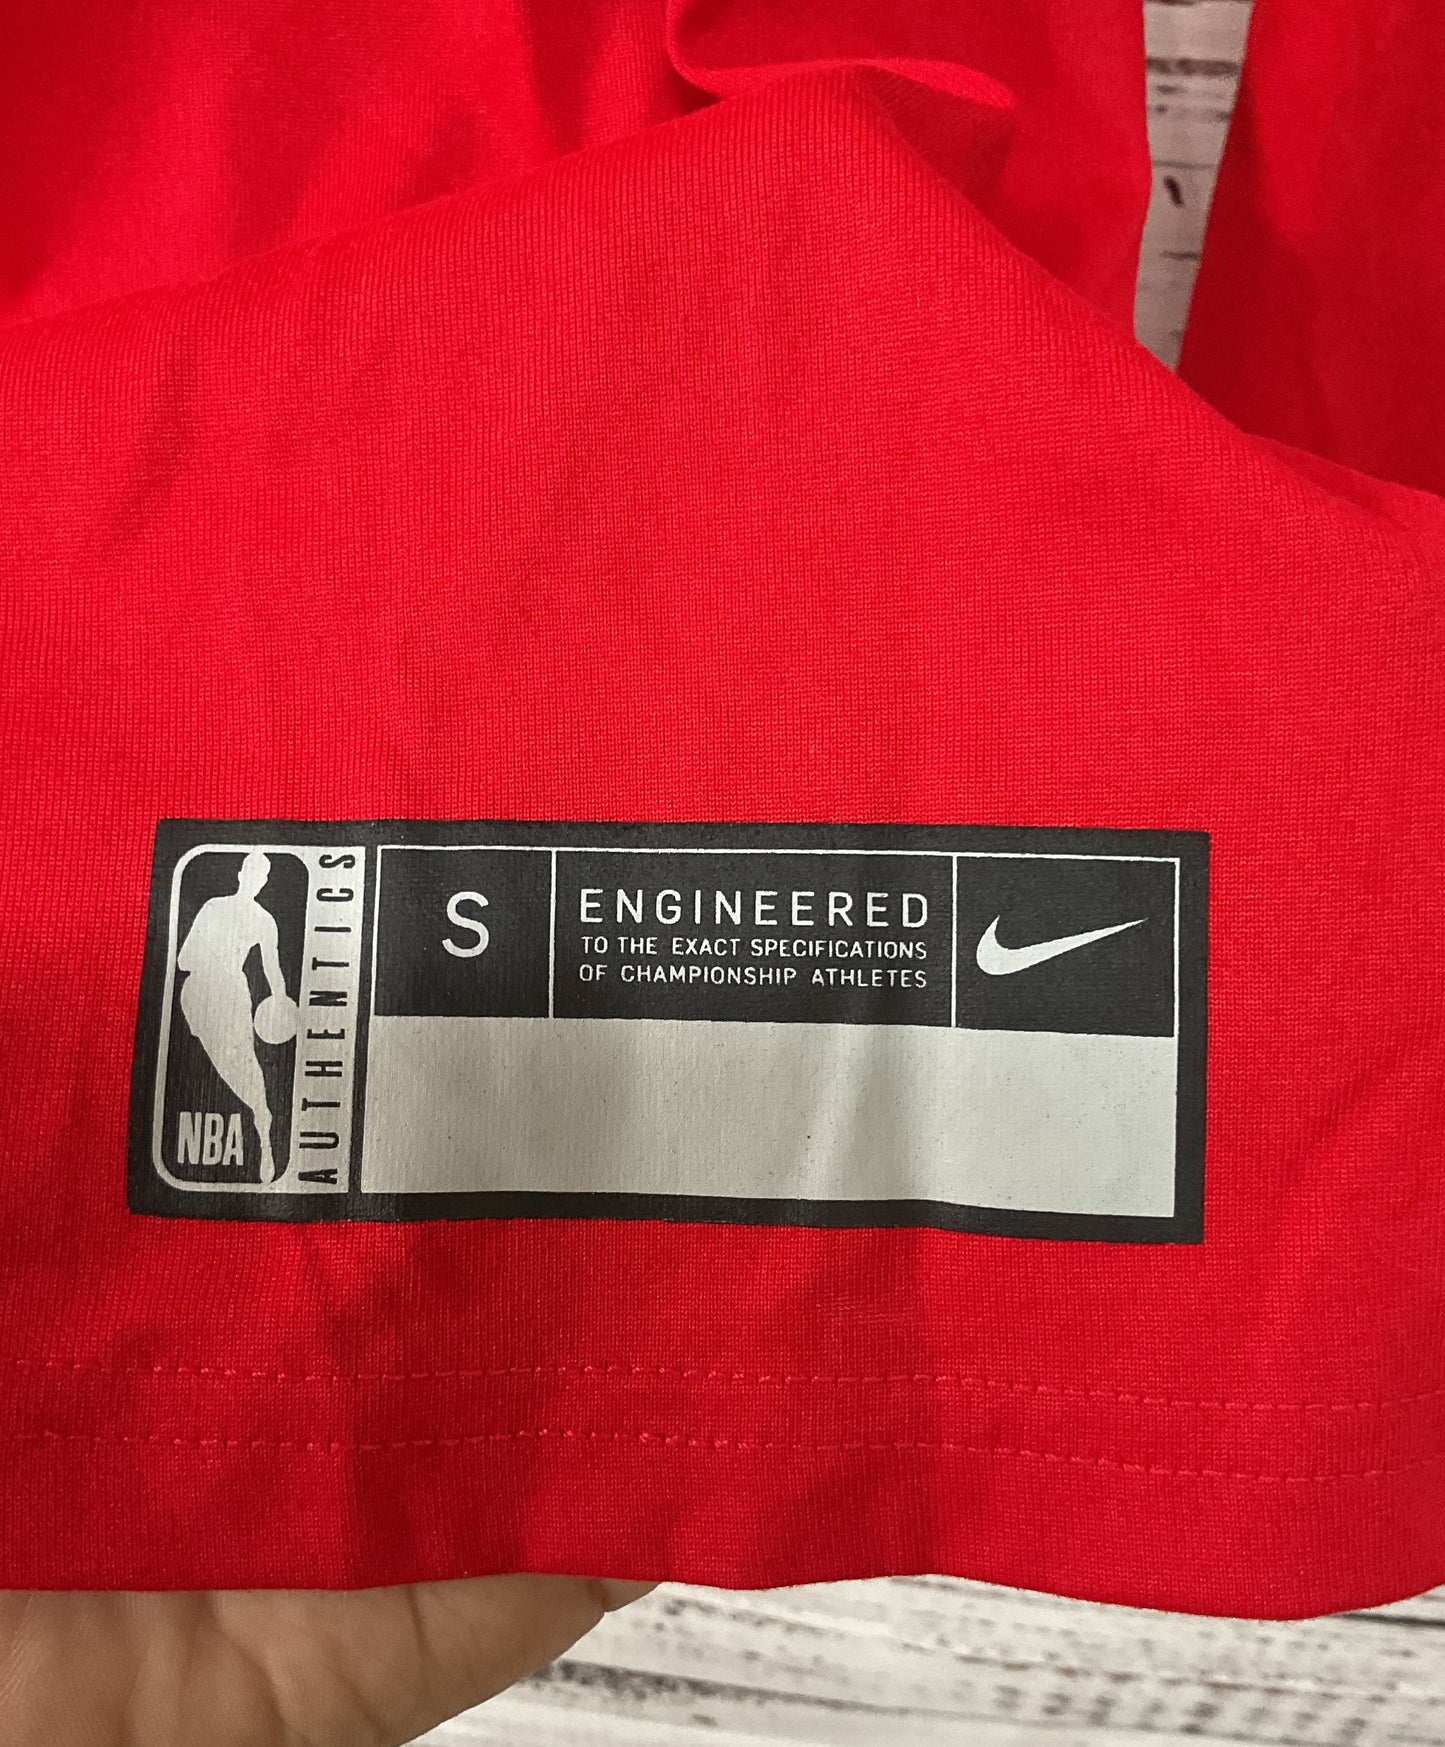 NBA
AUTHENTICS
S
ENGINEERED
TO THE EXACT SPECIFICATIONS
OF CHAMPIONSHIP ATHLETES